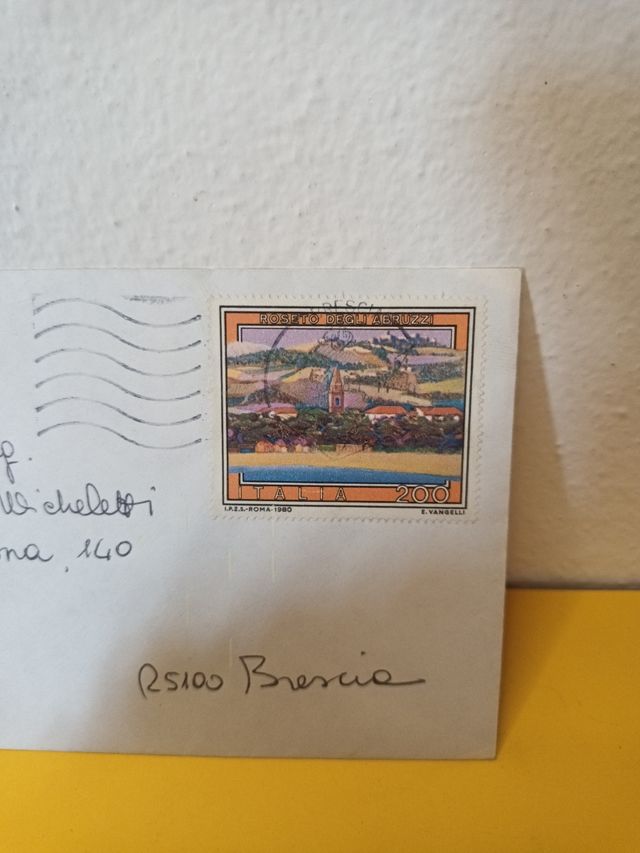 ROSETO DEGLI ABRUZZI
ITALIA 200
I.P.Z.S.-ROMA-1980 E. VANGELLI
Micheletti
na, 140
25100 Brescia